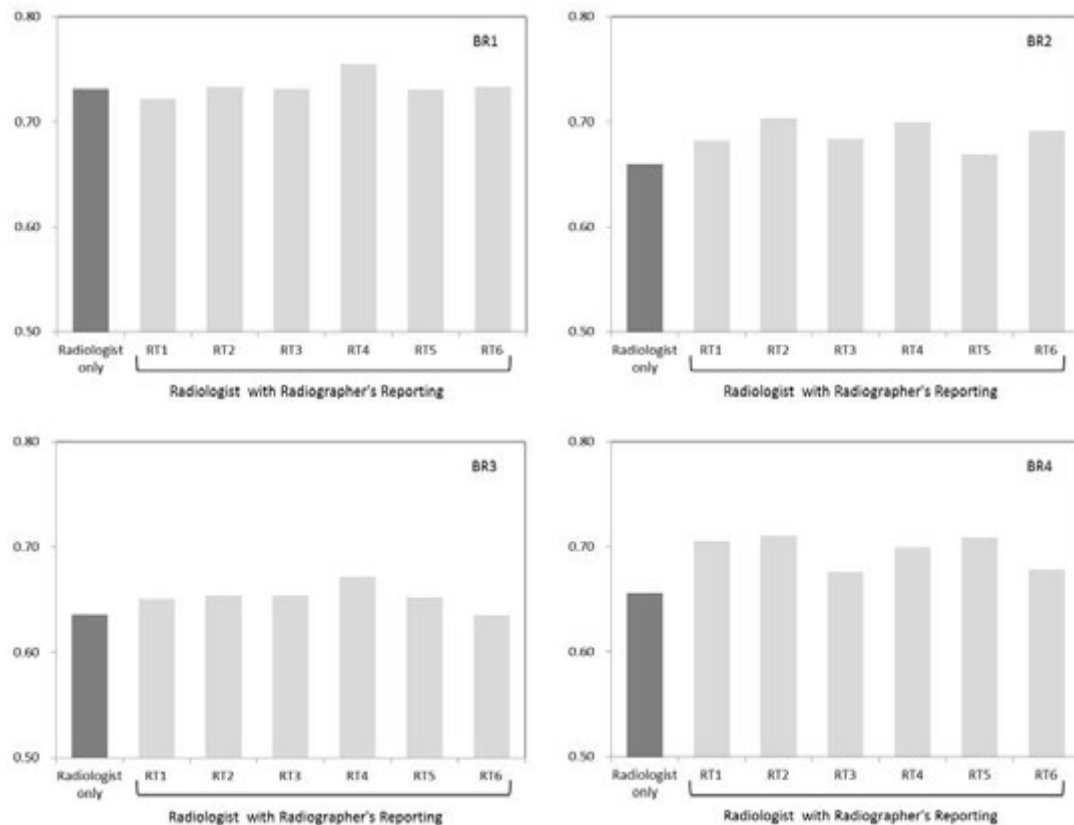 0.80
BR1
0.70
0.60
0.50
Radiologist only RT1 RT2 RT3 RT4 RT5 RT6
Radiologist with Radiographer's Reporting
0.80
BR2
0.70
0.60
0.50
Radiologist only RT1 RT2 RT3 RT4 RT5 RT6
Radiologist with Radiographer's Reporting
0.80
BR3
0.70
0.60
0.50
Radiologist only RT1 RT2 RT3 RT4 RT5 RT6
Radiologist with Radiographer's Reporting
0.80
BR4
0.70
0.60
0.50
Radiologist only RT1 RT2 RT3 RT4 RT5 RT6
Radiologist with Radiographer's Reporting